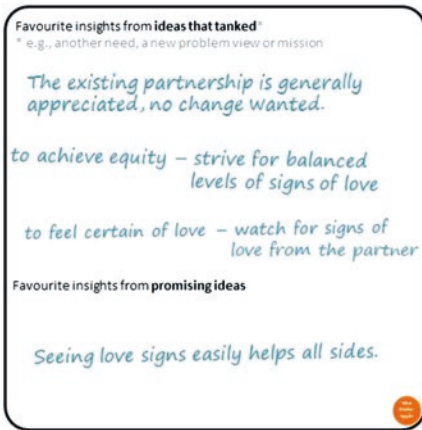 Favourite insights from ideas that tanked*
* e.g., another need, a new problem view or mission
The existing partnership is generally
appreciated, no change wanted.
to achieve equity – strive for balanced
levels of signs of love
to feel certain of love – watch for signs of
love from the partner
Favourite insights from promising ideas
Seeing love signs easily helps all sides.